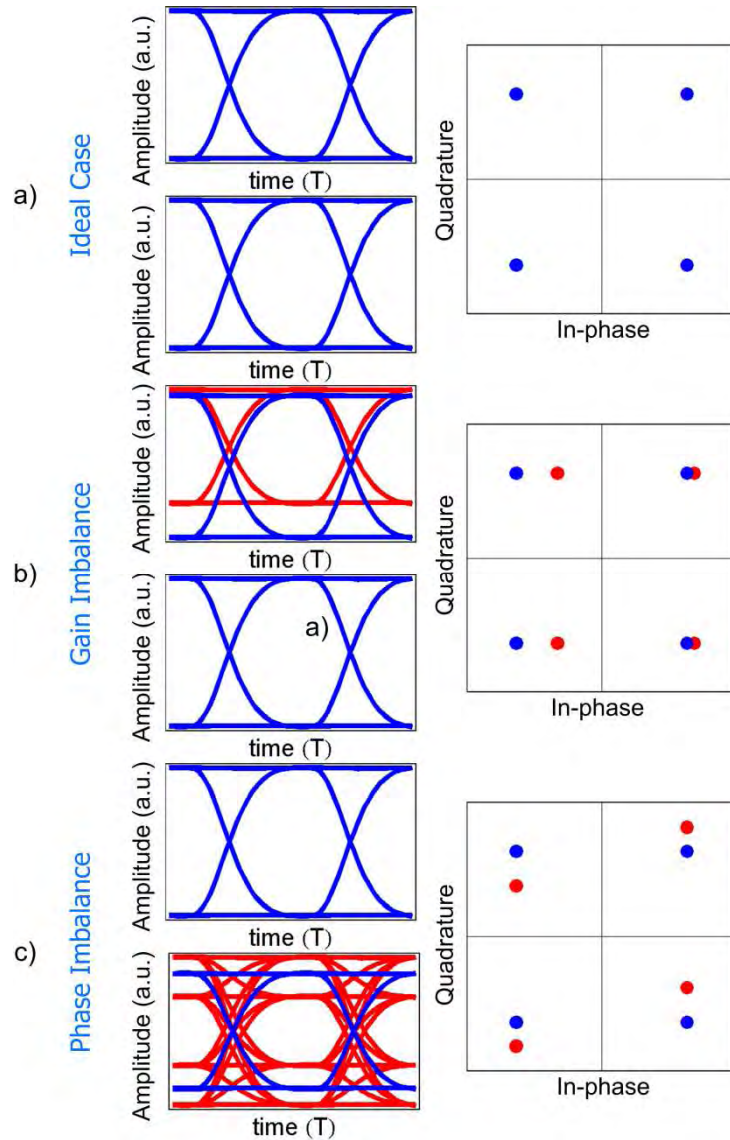 a)
Ideal Case
Amplitude (a.u.)
time (T)
Amplitude (a.u.)
time (T)
Quadrature
In-phase
b)
Gain Imbalance
Amplitude (a.u.)
time (T)
Amplitude (a.u.)
a)
time (T)
Quadrature
In-phase
c)
Phase Imbalance
Amplitude (a.u.)
time (T)
Amplitude (a.u.)
time (T)
Quadrature
In-phase